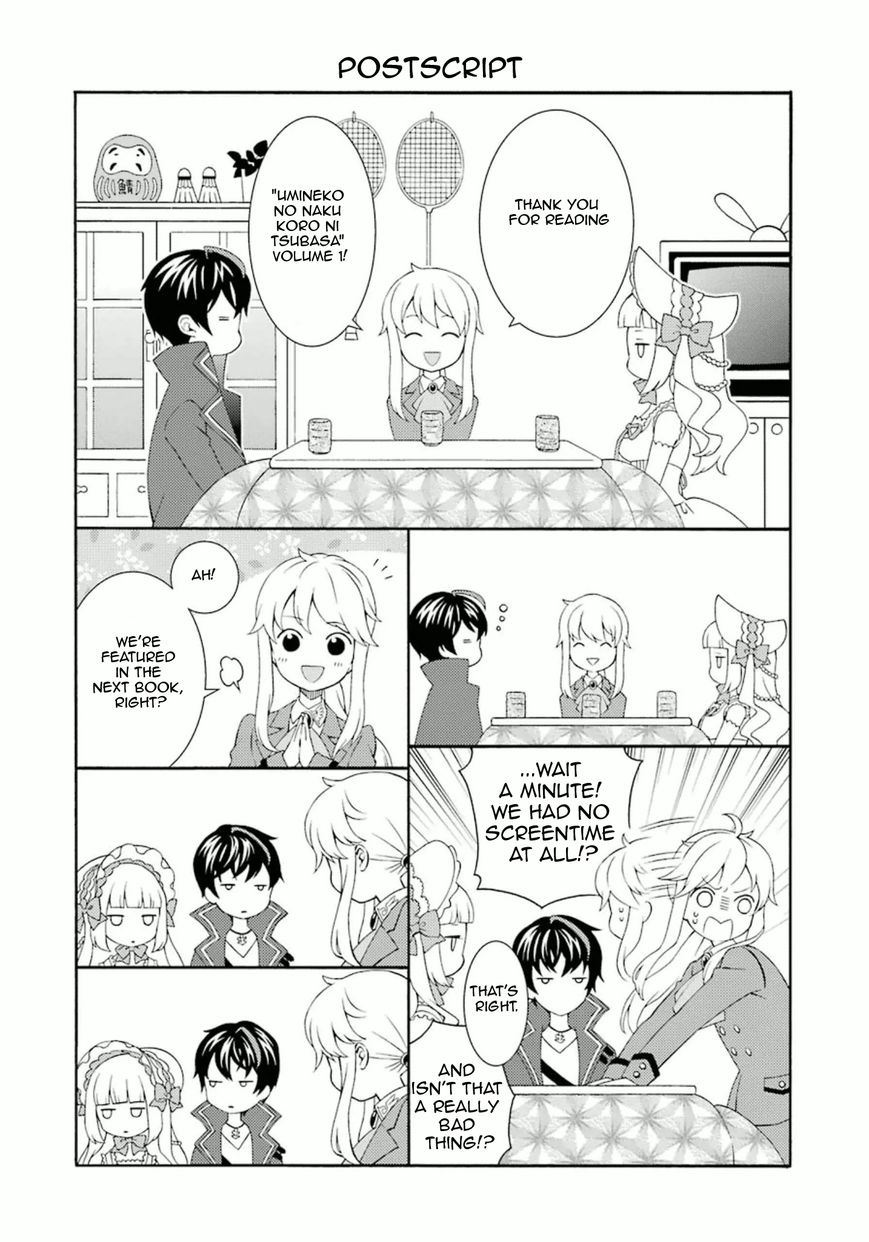 POSTSCRIPT
THANK YOU
FOR READING
"UMINEKO
NO NAKU
KORO NI
TSUBASA"
VOLUME 1!
鯖
...WAIT
A MINUTE!
WE HAD NO
SCREENTIME
AT ALL!?
THAT'S
RIGHT.
AND
ISN'T THAT
A REALLY
BAD
THING!?
AH!
WE'RE
FEATURED
IN THE
NEXT BOOK,
RIGHT?